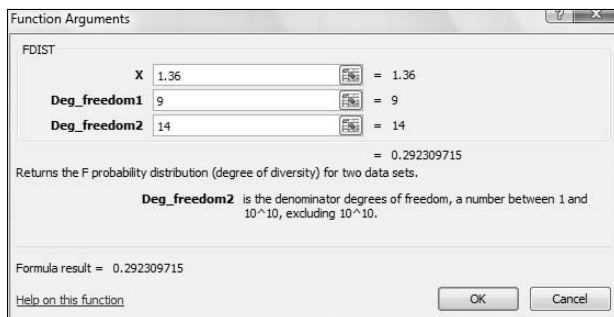 Function Arguments
FDIST
X 1.36 = 1.36
Deg_freedom1 9 = 9
Deg_freedom2 14 = 14
= 0.292309715
Returns the F probability distribution (degree of diversity) for two data sets.
Deg_freedom2 is the denominator degrees of freedom, a number between 1 and
10^10, excluding 10^10.
Formula result = 0.292309715
Help on this function OK Cancel